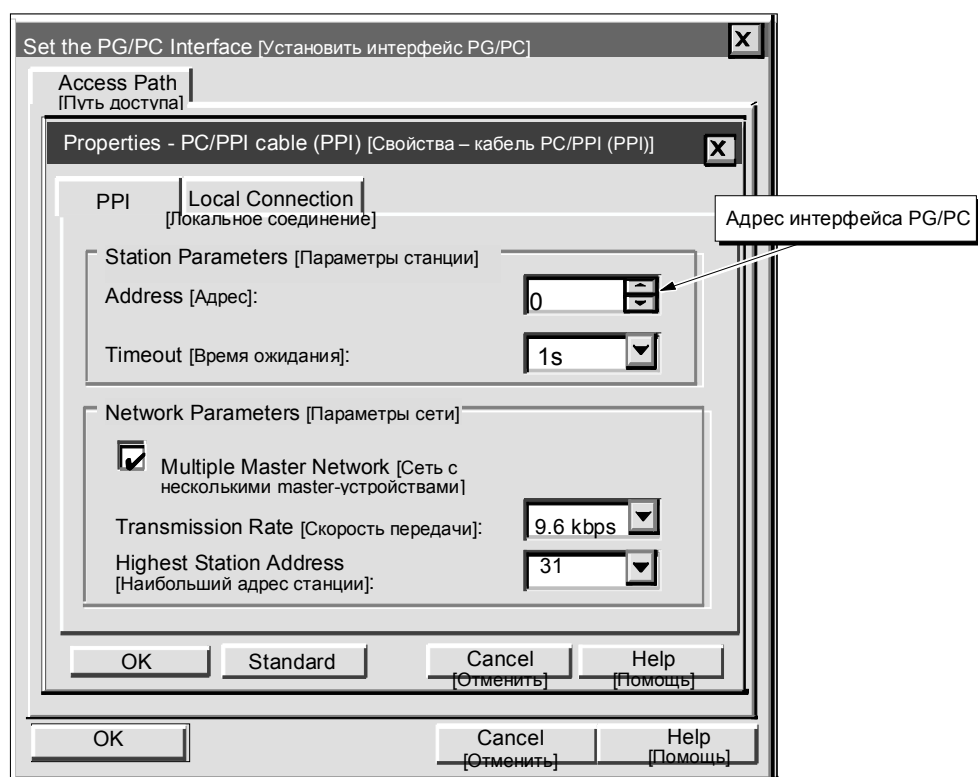 Set the PG/PC Interface [Установить интерфейс PG/PC]
X
Access Path
[Путь доступа]
Properties - PC/PPI cable (PPI) [Свойства – кабель PC/PPI (PPI)]
X
PPI
Local Connection
[Локальное соединение]
Адрес интерфейса PG/PC
Station Parameters [Параметры станции]
Address [Адрес]:
0
Timeout [Время ожидания]:
1s
Network Parameters [Параметры сети]
Multiple Master Network [Сеть с
несколькими master-устройствами]
Transmission Rate [Скорость передачи]:
9.6 kbps
Highest Station Address
[Наибольший адрес станции]:
31
OK
Standard
Cancel
[Отменить]
Help
[Помощь]
OK
Cancel
[Отменить]
Help
[Помощь]